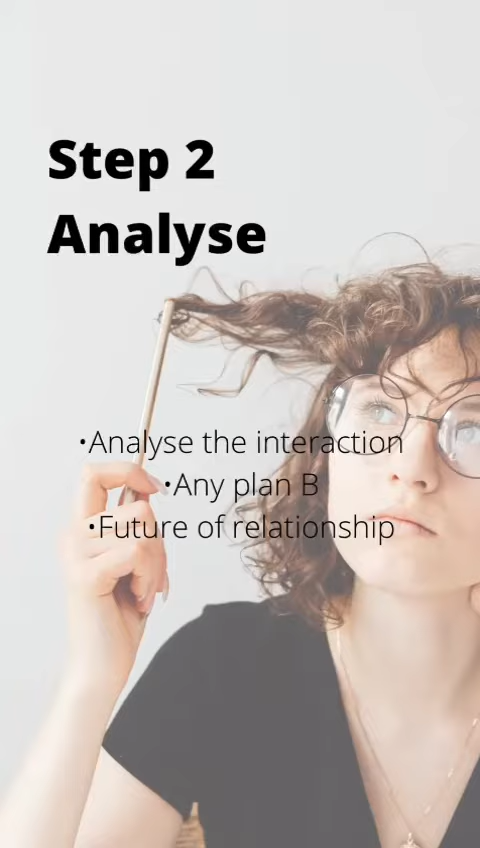 Step 2
Analyse
•Analyse the interaction
•Any plan B
•Future of relationship